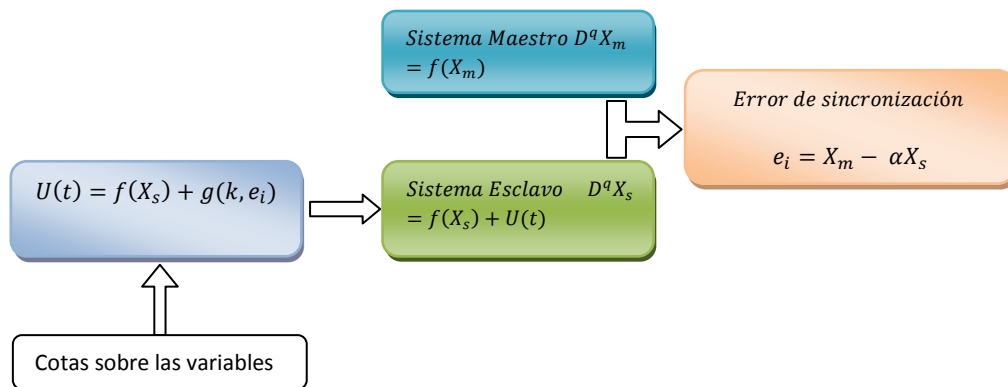 Sistema Maestro D^q X_m
= f(X_m)
Error de sincronización
e_i = X_m − αX_s
U(t) = f(X_s) + g(k, e_i)
Sistema Esclavo D^q X_s
= f(X_s) + U(t)
Cotas sobre las variables